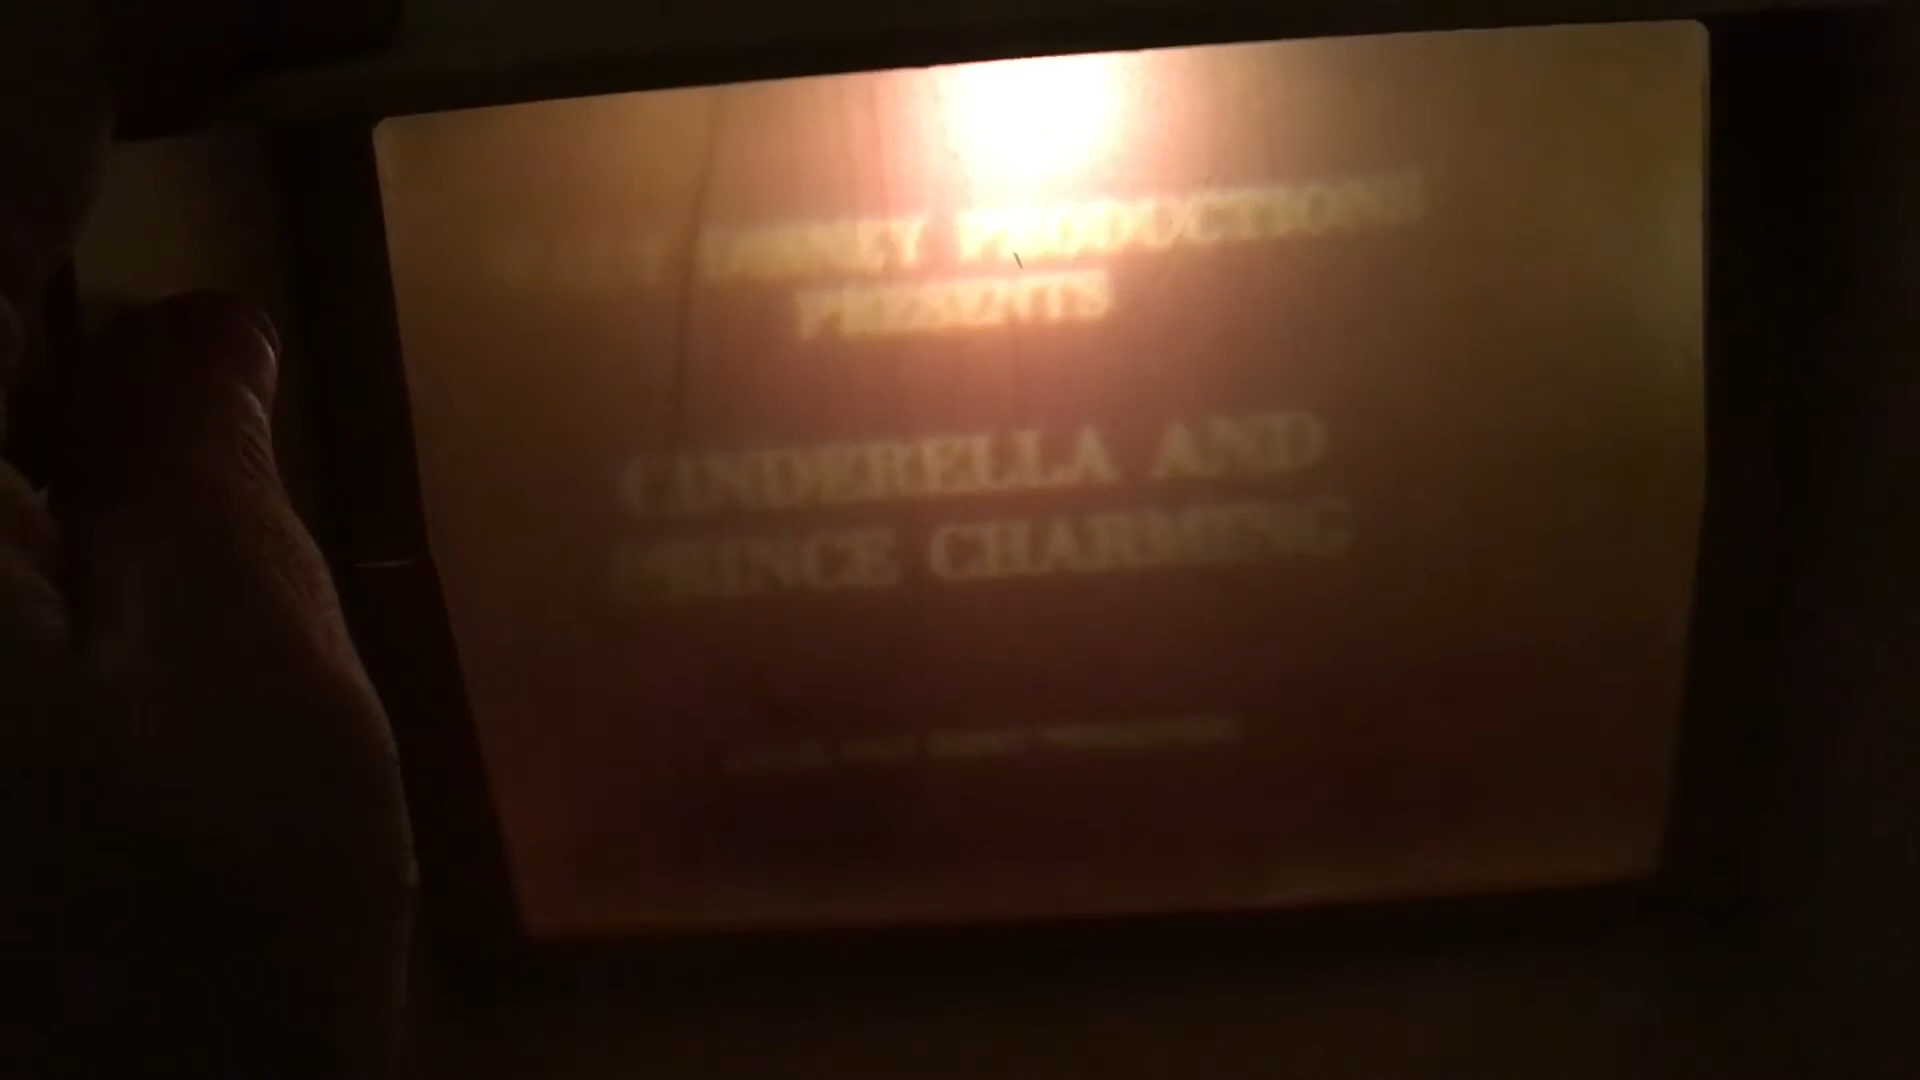 DISNEY PRODUCTIONS
PRESENTS
CINDERELLA AND
PRINCE CHARMING